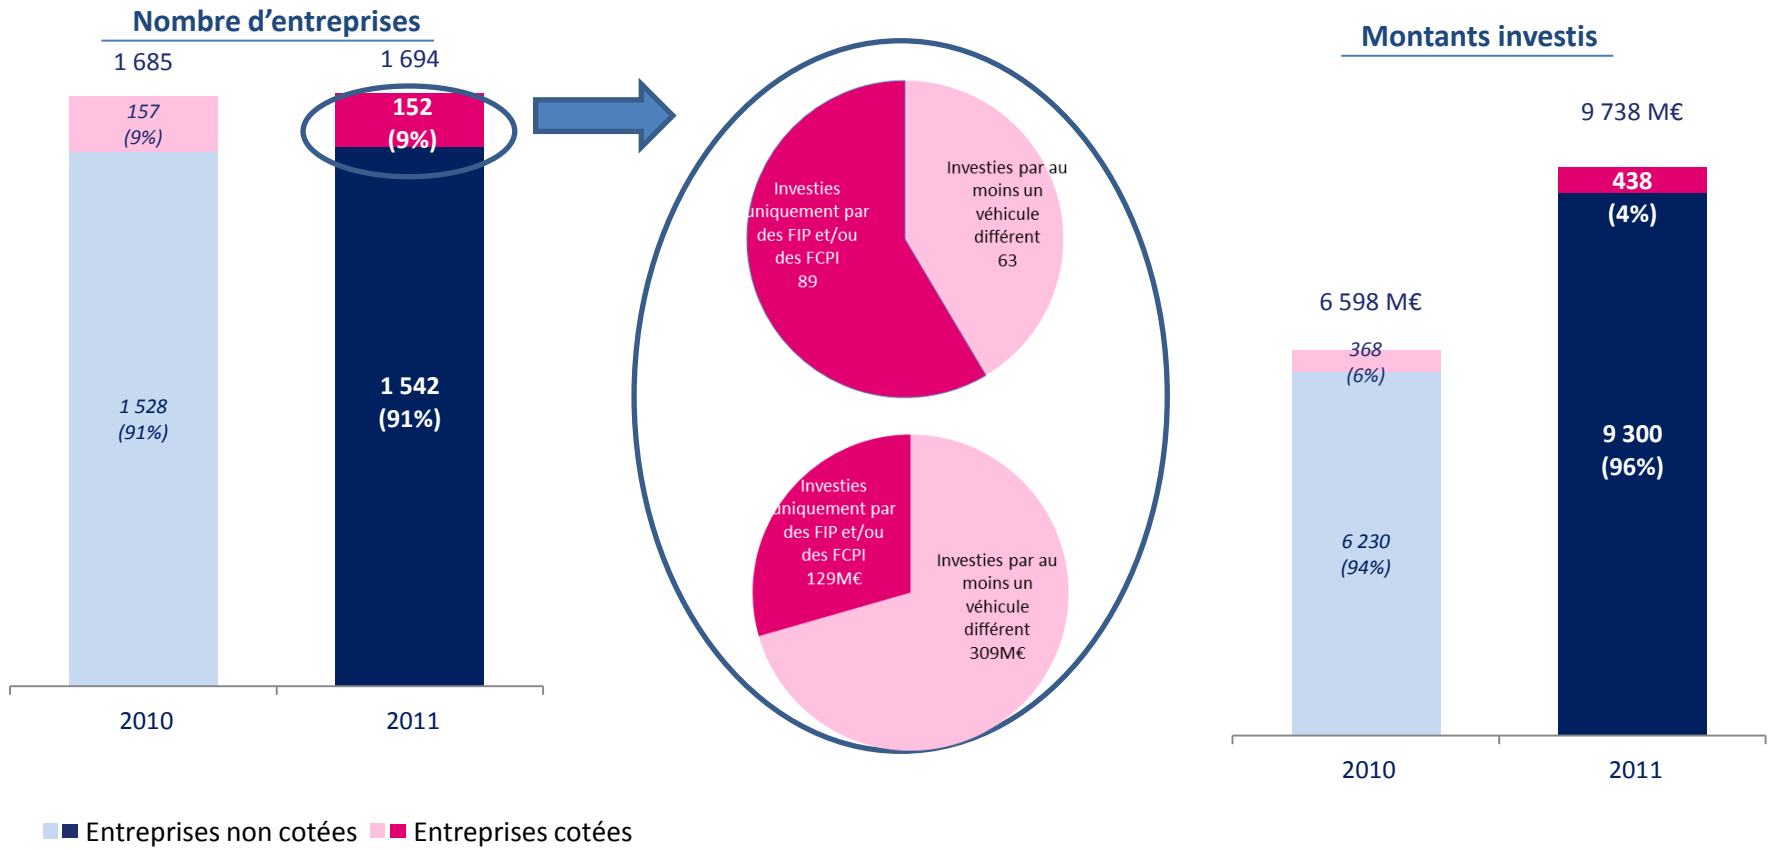 Nombre d’entreprises
1 685
1 694
157
(9%)
152
(9%)
1 528
(91%)
1 542
(91%)
2010
2011
Investies
uniquement par
des FIP et/ou
des FCPI
89
Investies par au
moins un
véhicule
différent
63
Investies
uniquement par
des FIP et/ou
des FCPI
129M€
Investies par au
moins un
véhicule
différent
309M€
Montants investis
6 598 M€
9 738 M€
368
(6%)
438
(4%)
6 230
(94%)
9 300
(96%)
2010
2011
Entreprises non cotées
Entreprises cotées